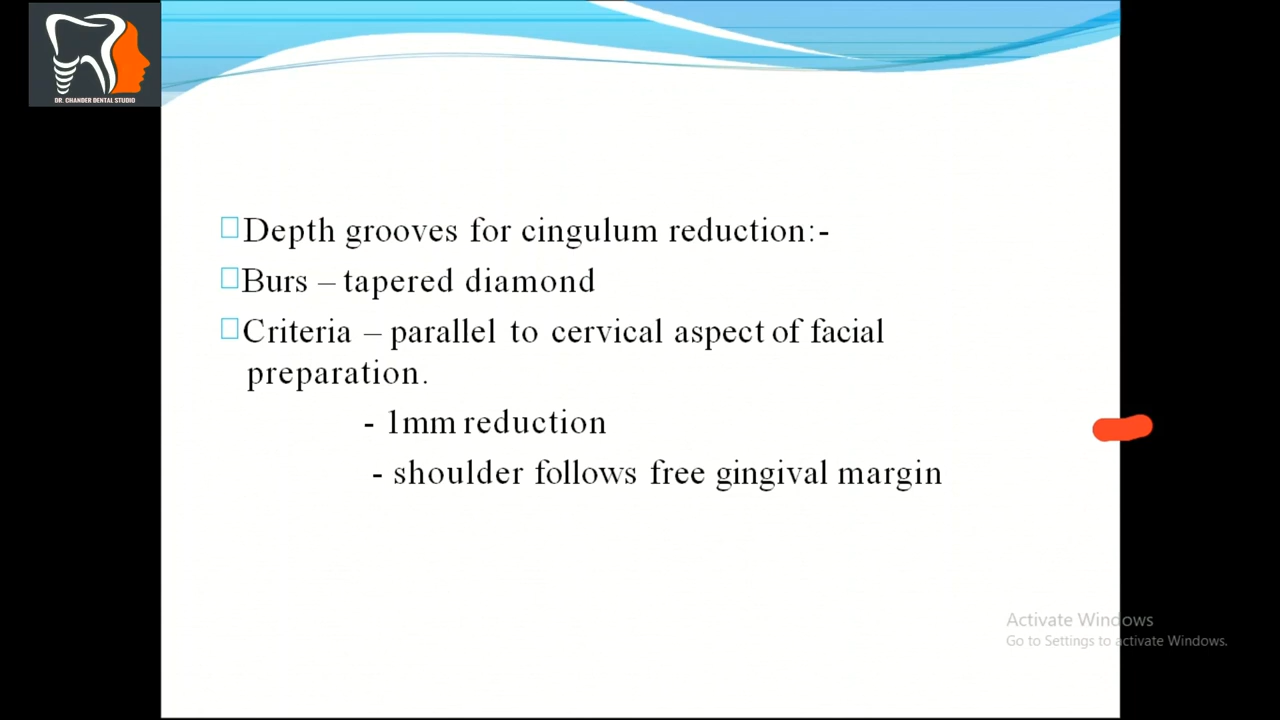 DR. CHANDER DENTAL STUDIO
Depth grooves for cingulum reduction:-
Burs – tapered diamond
Criteria – parallel to cervical aspect of facial
preparation.
- 1mm reduction
- shoulder follows free gingival margin
Activate Windows
Go to Settings to activate Windows.